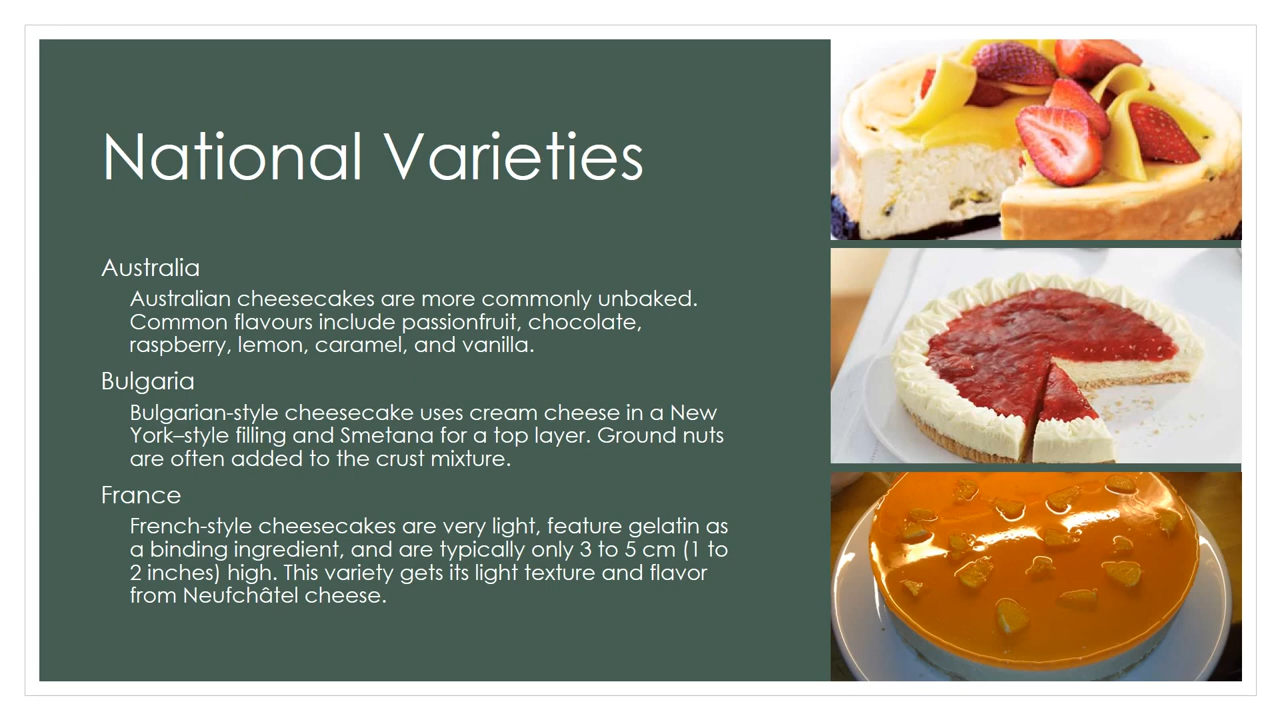 National Varieties
Australia
Australian cheesecakes are more commonly unbaked.
Common flavours include passionfruit, chocolate,
raspberry, lemon, caramel, and vanilla.
Bulgaria
Bulgarian-style cheesecake uses cream cheese in a New
York–style filling and Smetana for a top layer. Ground nuts
are often added to the crust mixture.
France
French-style cheesecakes are very light, feature gelatin as
a binding ingredient, and are typically only 3 to 5 cm (1 to
2 inches) high. This variety gets its light texture and flavor
from Neufchâtel cheese.